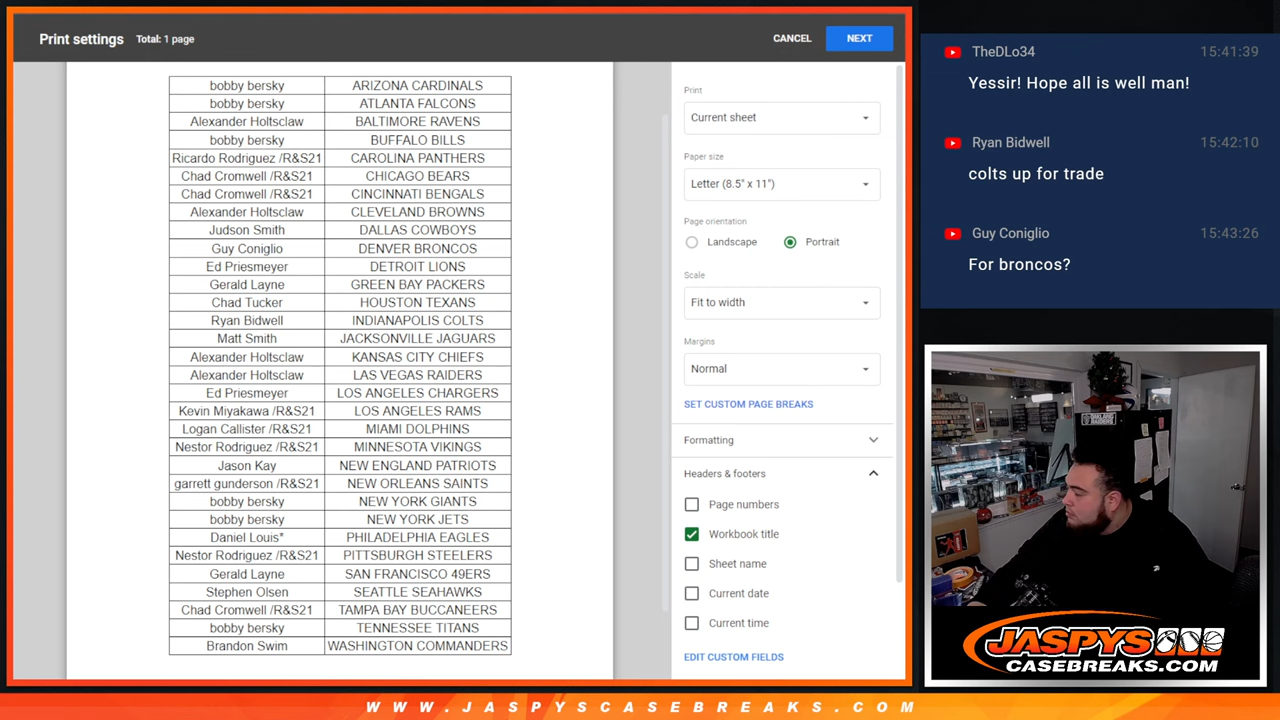 Print settings Total: 1 page CANCEL NEXT
bobby bersky ARIZONA CARDINALS
bobby bersky ATLANTA FALCONS
Alexander Holtsclaw BALTIMORE RAVENS
bobby bersky BUFFALO BILLS
Ricardo Rodriguez /R&S21 CAROLINA PANTHERS
Chad Cromwell /R&S21 CHICAGO BEARS
Chad Cromwell /R&S21 CINCINNATI BENGALS
Alexander Holtsclaw CLEVELAND BROWNS
Judson Smith DALLAS COWBOYS
Guy Coniglio DENVER BRONCOS
Ed Priesmeyer DETROIT LIONS
Gerald Layne GREEN BAY PACKERS
Chad Tucker HOUSTON TEXANS
Ryan Bidwell INDIANAPOLIS COLTS
Matt Smith JACKSONVILLE JAGUARS
Alexander Holtsclaw KANSAS CITY CHIEFS
Alexander Holtsclaw LAS VEGAS RAIDERS
Ed Priesmeyer LOS ANGELES CHARGERS
Kevin Miyakawa /R&S21 LOS ANGELES RAMS
Logan Callister /R&S21 MIAMI DOLPHINS
Nestor Rodriguez /R&S21 MINNESOTA VIKINGS
Jason Kay NEW ENGLAND PATRIOTS
garrett gunderson /R&S21 NEW ORLEANS SAINTS
bobby bersky NEW YORK GIANTS
bobby bersky NEW YORK JETS
Daniel Louis* PHILADELPHIA EAGLES
Nestor Rodriguez /R&S21 PITTSBURGH STEELERS
Gerald Layne SAN FRANCISCO 49ERS
Stephen Olsen SEATTLE SEAHAWKS
Chad Cromwell /R&S21 TAMPA BAY BUCCANEERS
bobby bersky TENNESSEE TITANS
Brandon Swim WASHINGTON COMMANDERS
Print
Current sheet
Paper size
Letter (8.5" x 11")
Page orientation
Landscape Portrait
Scale
Fit to width
Margins
Normal
SET CUSTOM PAGE BREAKS
Formatting
Headers & footers
Page numbers
Workbook title
Sheet name
Current date
Current time
EDIT CUSTOM FIELDS
TheDLo34 15:41:39
Yessir! Hope all is well man!
Ryan Bidwell 15:42:10
colts up for trade
Guy Coniglio 15:43:26
For broncos?
JASPYS
CASEBREAKS.COM
WWW.JASPYSCASEBREAKS.COM